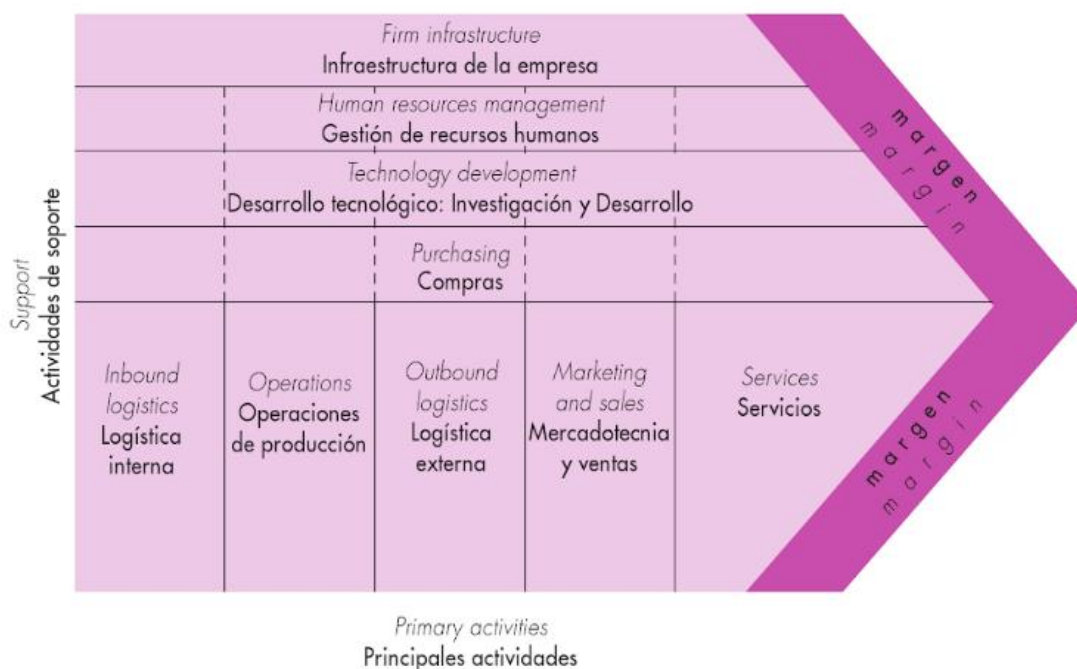 Firm infrastructure
Infraestructura de la empresa
Human resources management
Gestión de recursos humanos
Technology development
Desarrollo tecnológico: Investigación y Desarrollo
Purchasing
Compras
Support
Actividades de soporte
Inbound
logistics
Logística
interna
Operations
Operaciones
de producción
Outbound
logistics
Logística
externa
Marketing
and sales
Mercadotecnia
y ventas
Services
Servicios
margen
margin
margen
margin
Primary activities
Principales actividades